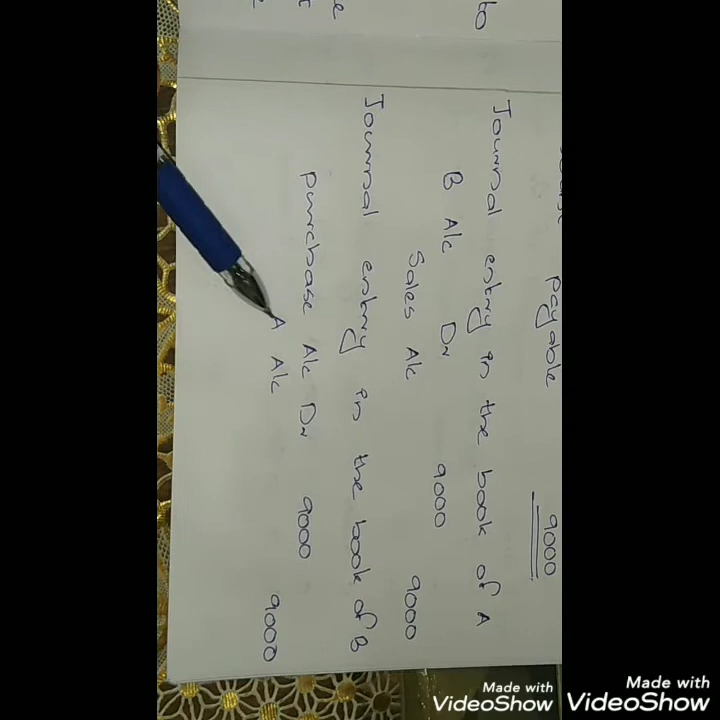 to
payable 9000
Journal entry in the book of A
B A/c Dr 9000
Sales A/c 9000
Journal entry in the book of B
purchase A/c Dr 9000
A A/c 9000
Made with
VideoShow
Made with
VideoShow